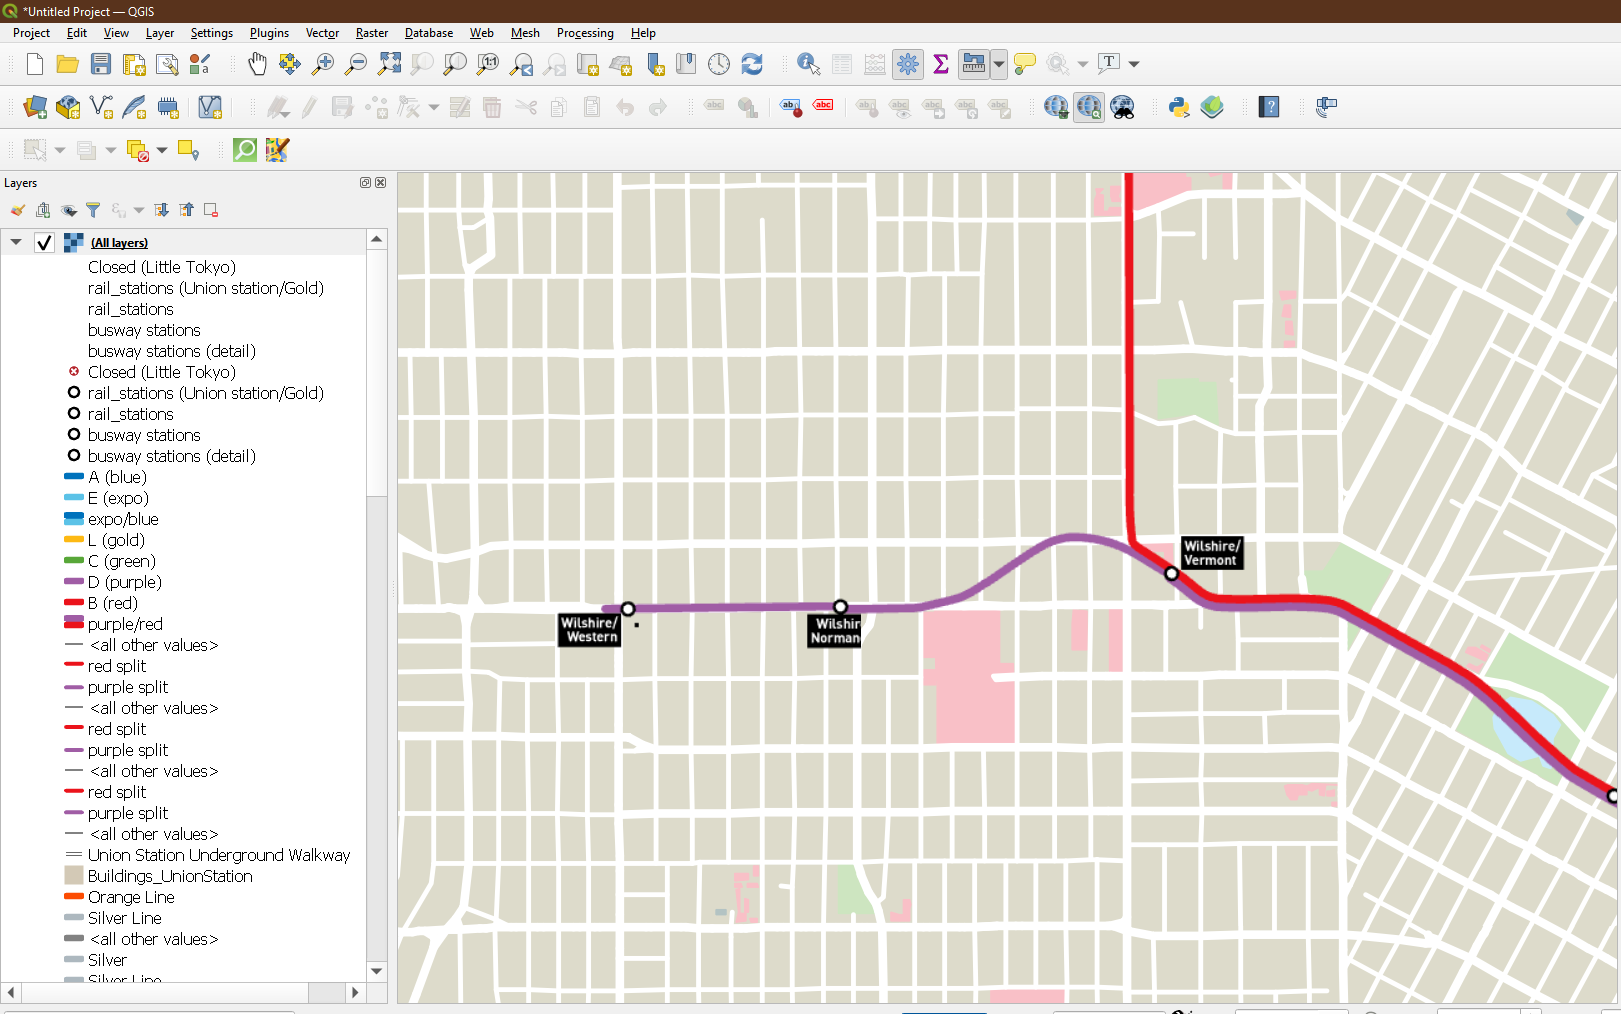 *Untitled Project — QGIS
Project Edit View Layer Settings Plugins Vector Raster Database Web Mesh Processing Help
Layers
(All layers)
Closed (Little Tokyo)
rail_stations (Union station/Gold)
rail_stations
busway stations
busway stations (detail)
Closed (Little Tokyo)
rail_stations (Union station/Gold)
rail_stations
busway stations
busway stations (detail)
A (blue)
E (expo)
expo/blue
L (gold)
C (green)
D (purple)
B (red)
purple/red
<all other values>
red split
purple split
<all other values>
red split
purple split
<all other values>
red split
purple split
<all other values>
Union Station Underground Walkway
Buildings_UnionStation
Orange Line
Silver Line
<all other values>
Silver
Silver Line
Wilshire/
Vermont
Wilshire/
Western
Wilshir
Norman